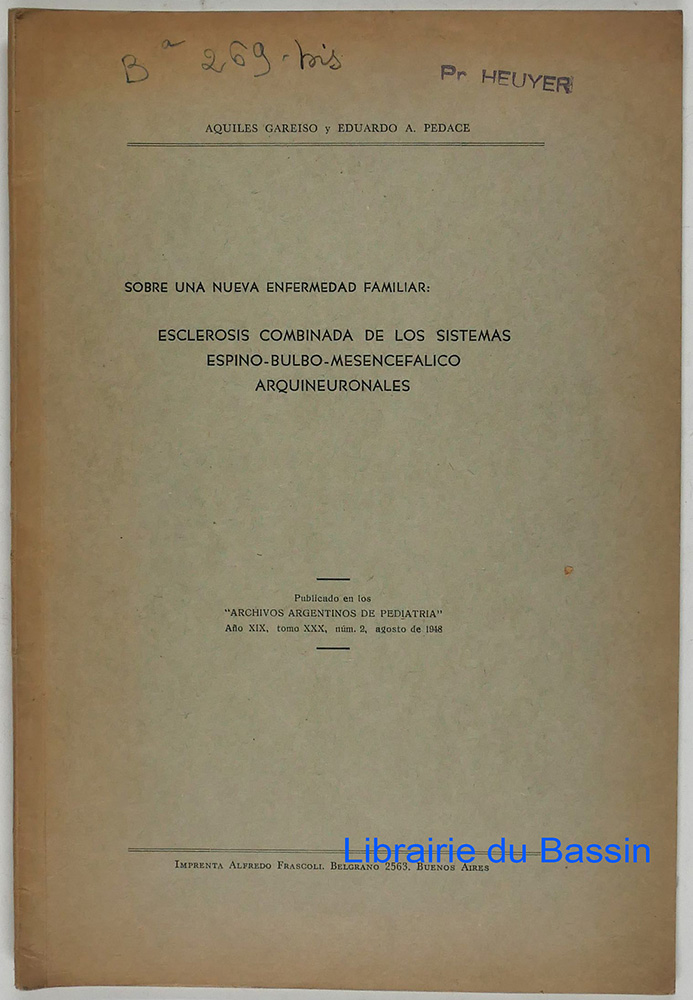 Bª 269-bis
Pr HEUYER
AQUILES GAREISO y EDUARDO A. PEDACE
SOBRE UNA NUEVA ENFERMEDAD FAMILIAR:
ESCLEROSIS COMBINADA DE LOS SISTEMAS
ESPINO-BULBO-MESENCEFALICO
ARQUINEURONALES
Publicado en los
"ARCHIVOS ARGENTINOS DE PEDIATRIA"
Año XIX, tomo XXX, núm. 2, agosto de 1948
Librairie du Bassin
IMPRENTA ALFREDO FRASCOLI. BELGRANO 2563. BUENOS AIRES